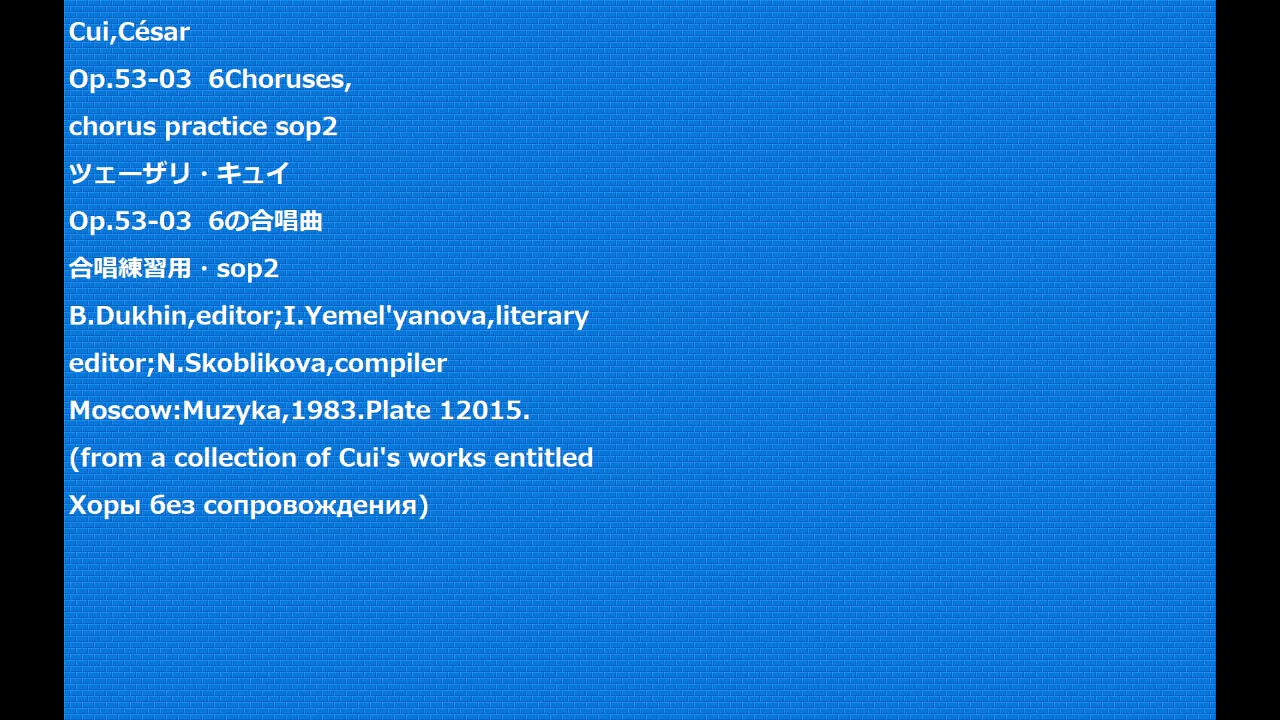 Cui,César
Op.53-03  6Choruses,
chorus practice sop2
ツェーザリ・キュイ
Op.53-03  6の合唱曲
合唱練習用・sop2
B.Dukhin,editor;I.Yemel'yanova,literary
editor;N.Skoblikova,compiler
Moscow:Muzyka,1983.Plate 12015.
(from a collection of Cui's works entitled
Хоры без сопровождения)